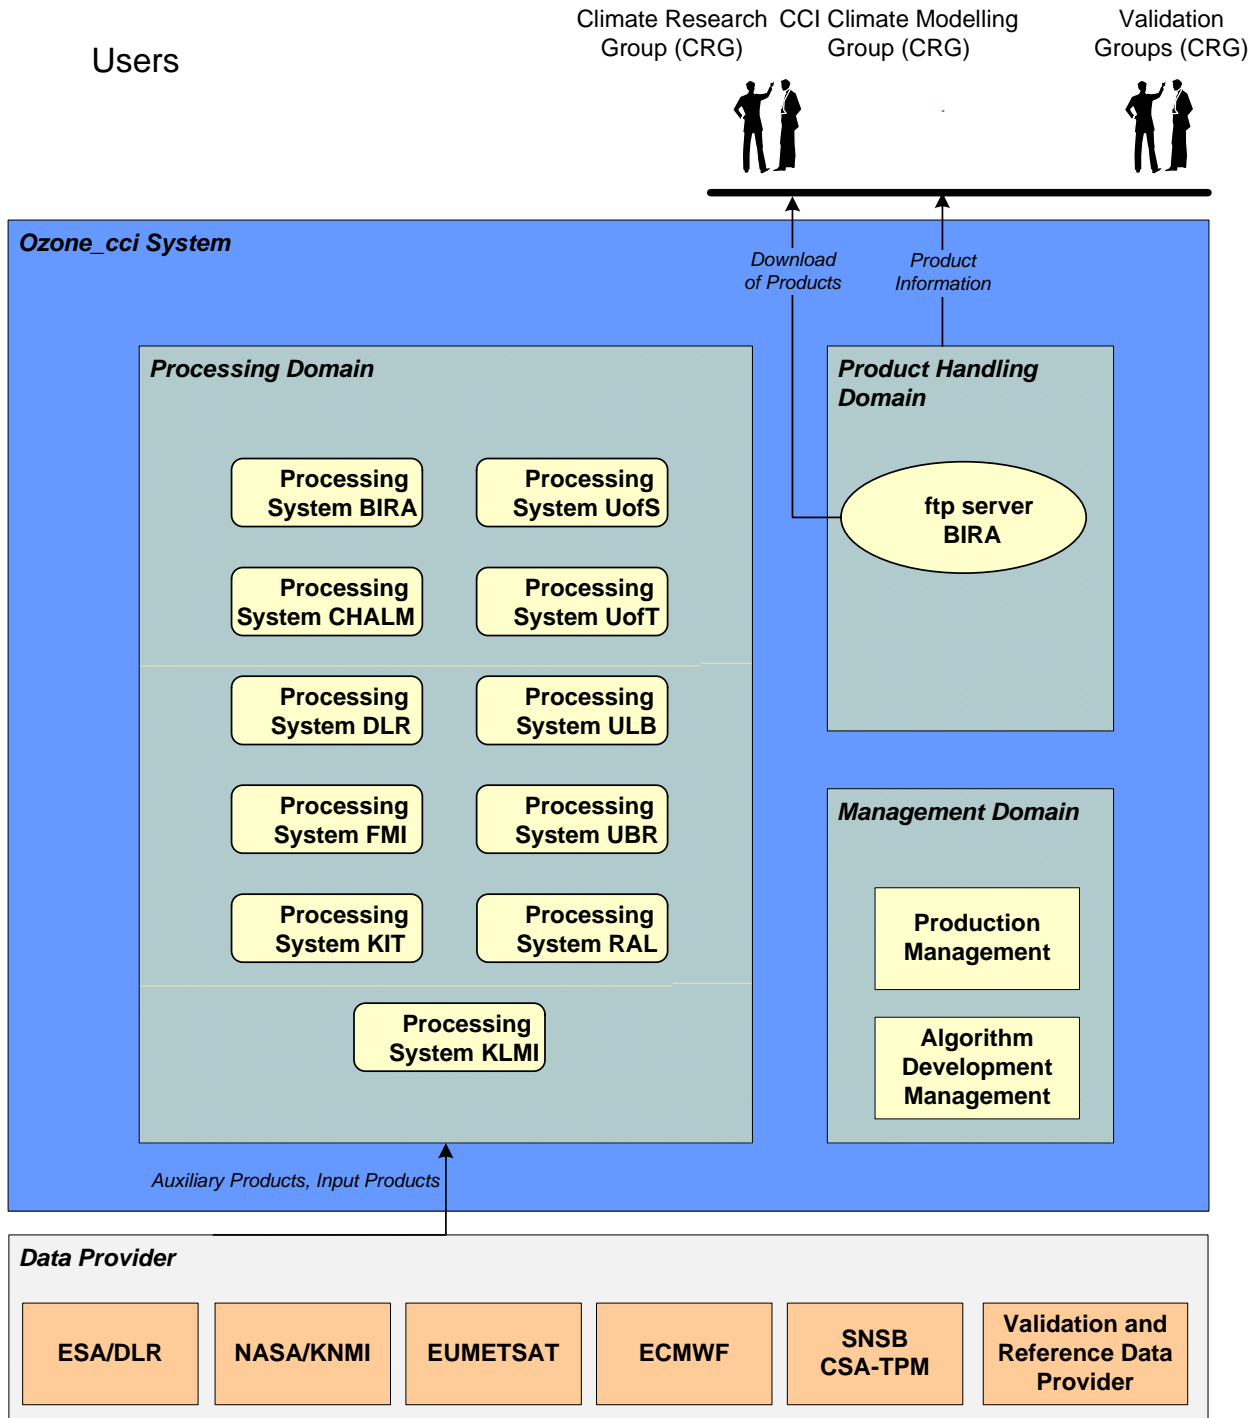 Climate Research
Group (CRG)
CCI Climate Modelling
Group (CRG)
Validation
Groups (CRG)
Users
Ozone_cci System
Download
of Products
Product
Information
Processing Domain
Processing
System BIRA
Processing
System UofS
Processing
System CHALM
Processing
System UofT
Processing
System DLR
Processing
System ULB
Processing
System FMI
Processing
System UBR
Processing
System KIT
Processing
System RAL
Processing
System KLMI
Product Handling
Domain
ftp server
BIRA
Management Domain
Production
Management
Algorithm
Development
Management
Auxiliary Products, Input Products
Data Provider
ESA/DLR
NASA/KNMI
EUMETSAT
ECMWF
SNSB
CSA-TPM
Validation and
Reference Data
Provider